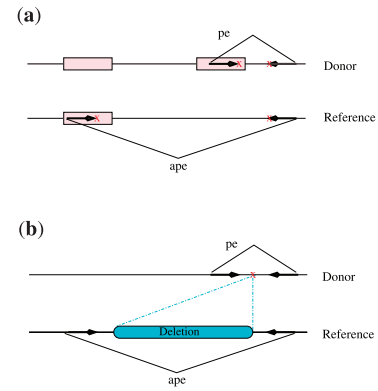 (a)
pe
x x Donor
x x Reference
ape
(b)
pe
x Donor
Deletion Reference
ape